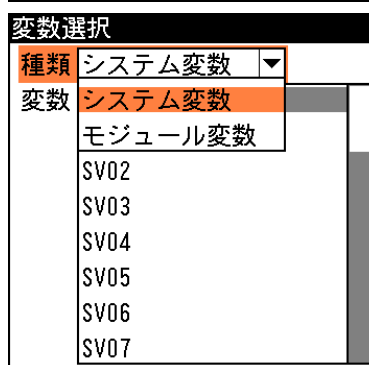 変数選択
種類 システム変数 ▼
変数 システム変数
モジュール変数
SV02
SV03
SV04
SV05
SV06
SV07